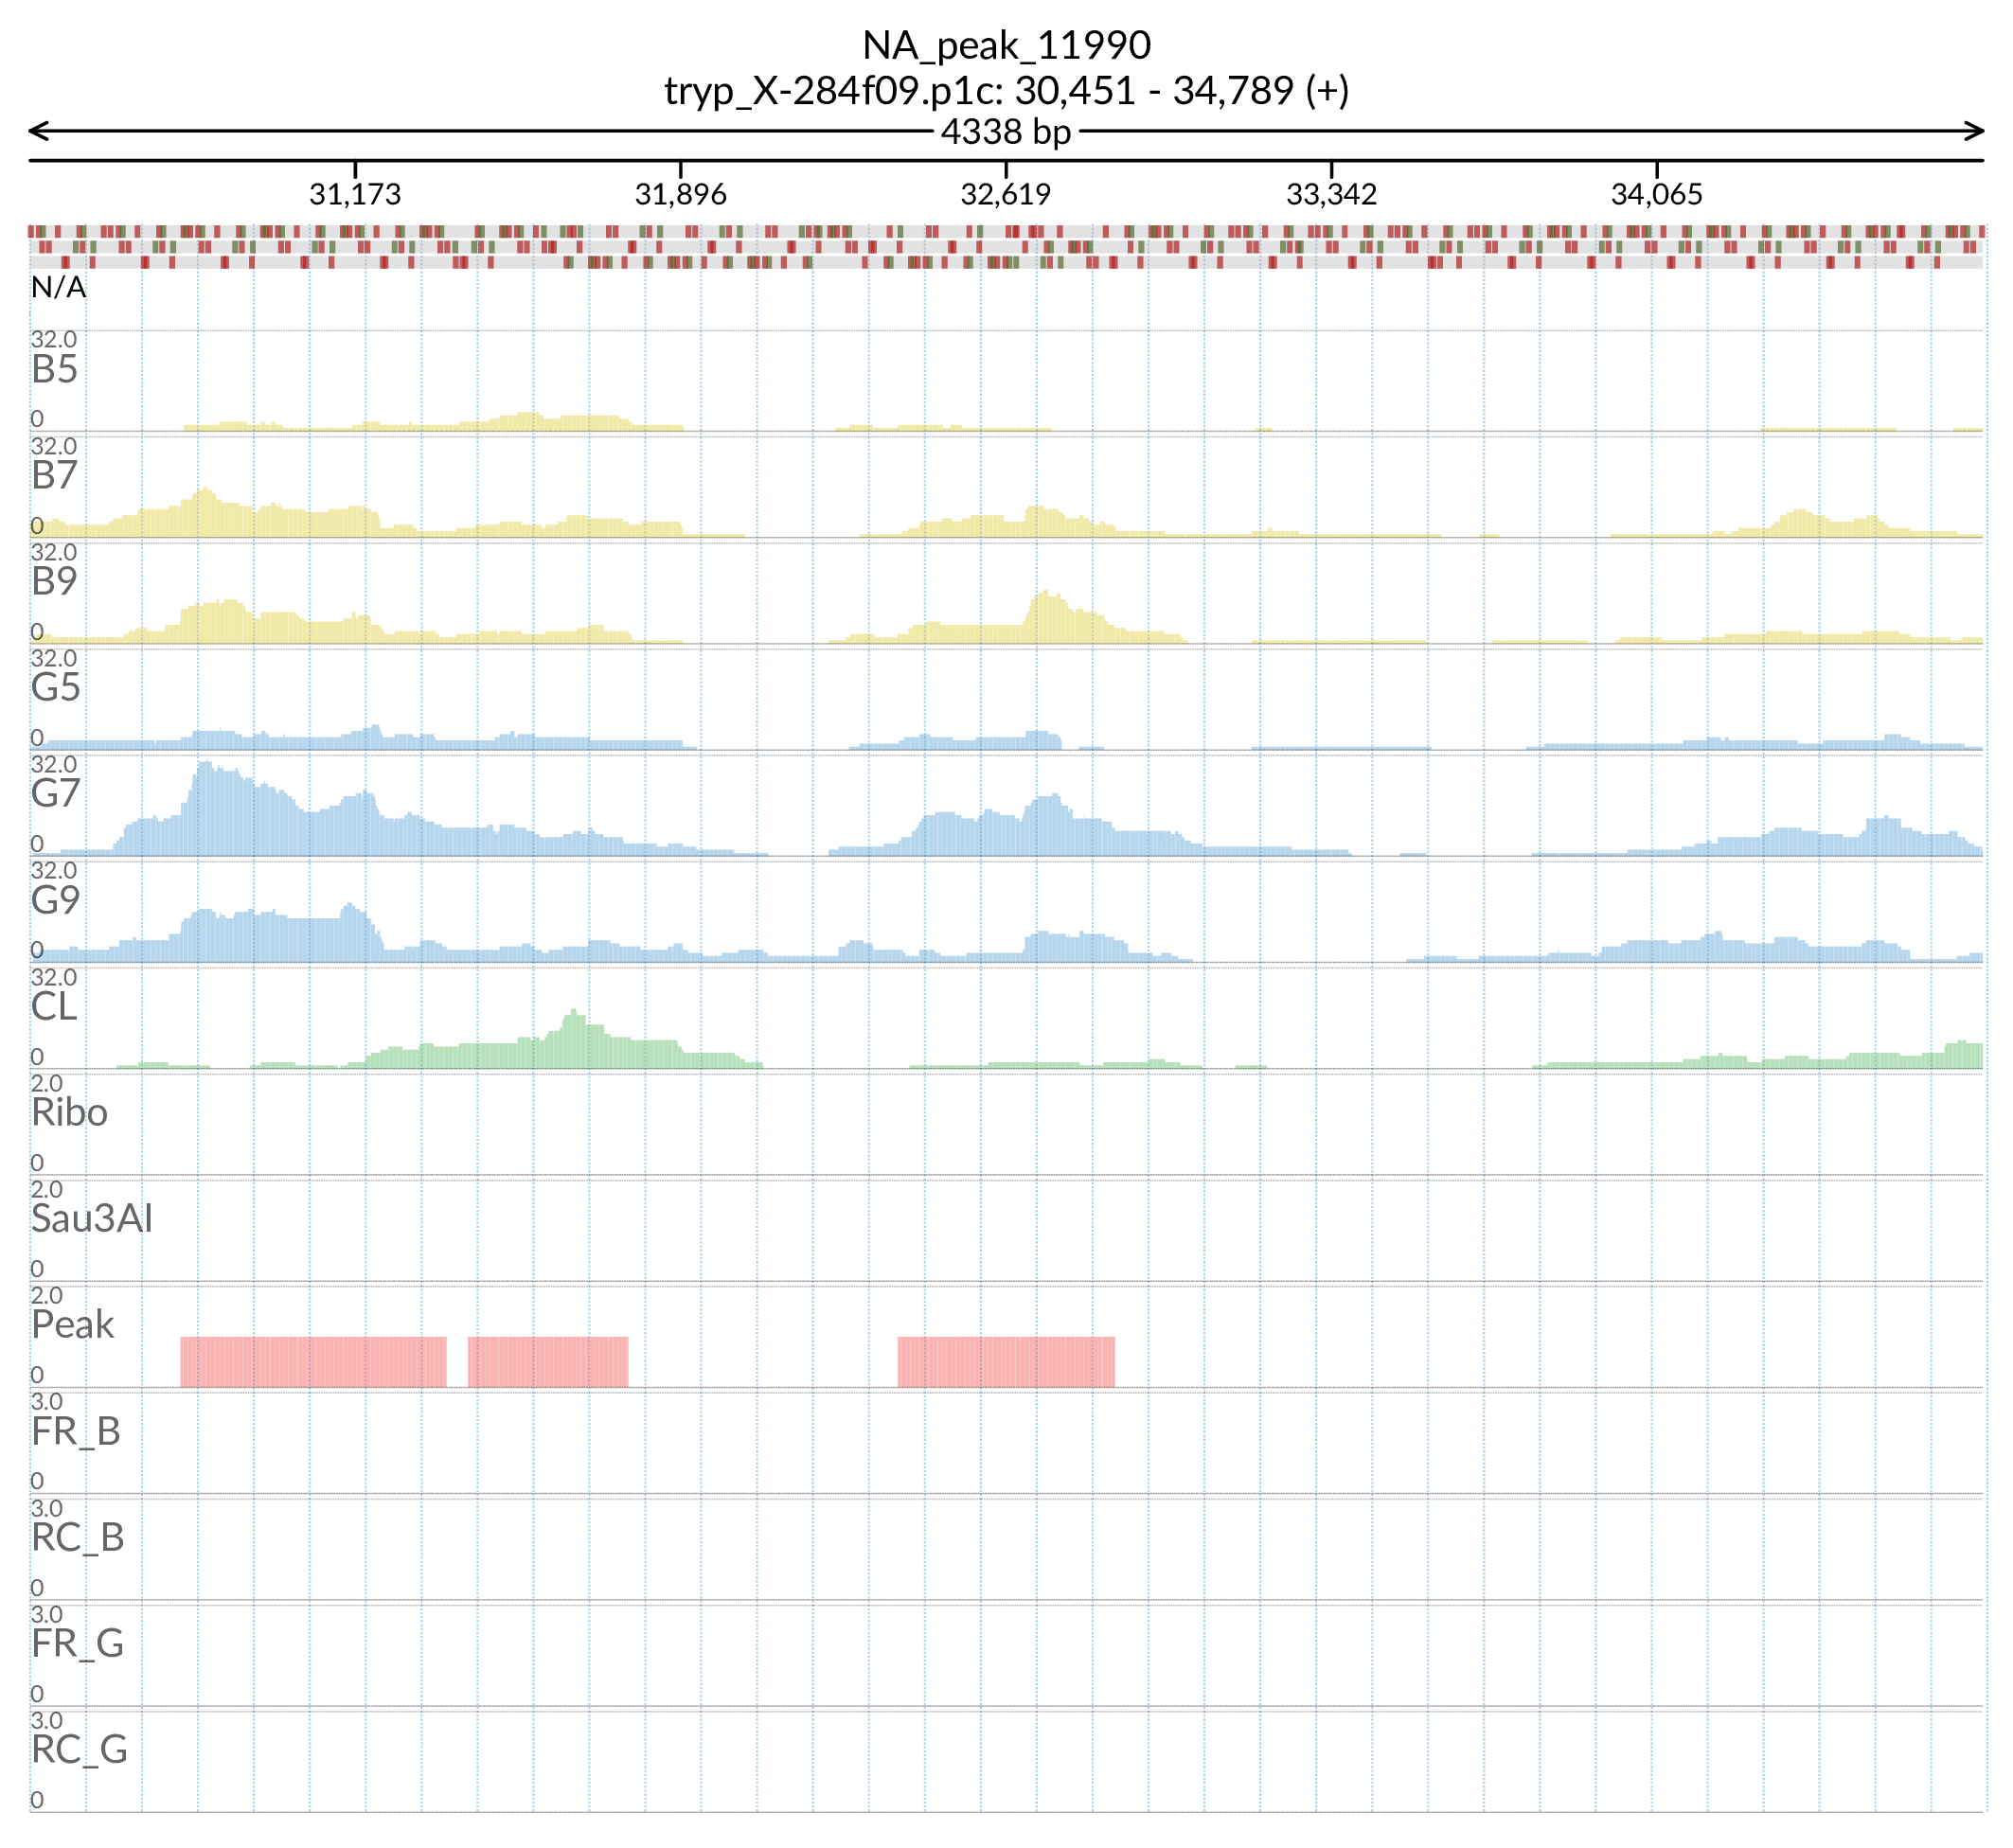 NA_peak_11990
tryp_X-284f09.p1c: 30,451 - 34,789 (+)
4338 bp
31,173 31,896 32,619 33,342 34,065
N/A
32.0
B5
0
32.0
B7
0
32.0
B9
0
32.0
G5
0
32.0
G7
0
32.0
G9
0
32.0
CL
0
2.0
Ribo
0
2.0
Sau3AI
0
2.0
Peak
0
3.0
FR_B
0
3.0
RC_B
0
3.0
FR_G
0
3.0
RC_G
0